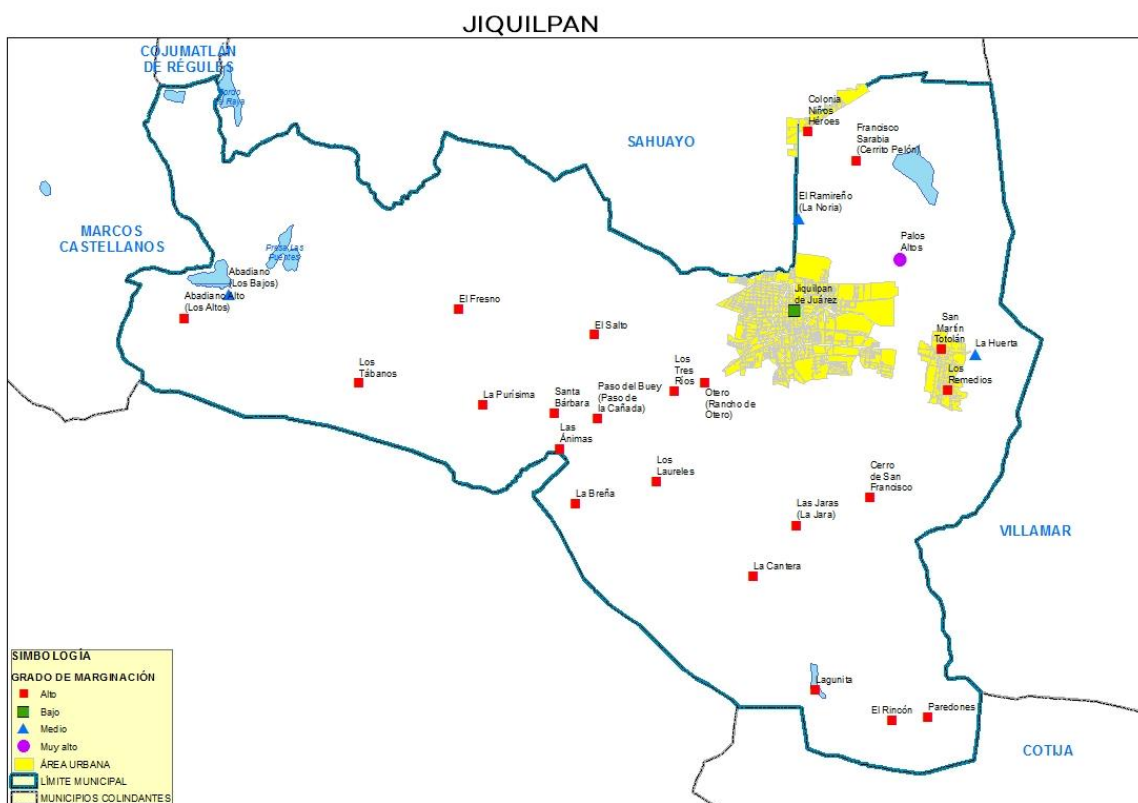 JIQUILPAN
COJUMATLÁN
DE RÉGULES
SAHUAYO
Colonia
Niños
Héroes
Francisco
Sarabia
(Cerrito Pelón)
El Ramireño
(La Noria)
MARCOS
CASTELLANOS
Palos
Altos
Presa Las
Fuentes
Abadiano
(Los Bajos)
Abadiano Alto
(Los Altos)
El Fresno
El Salto
Jiquilpan
de Juárez
San
Martín
Totolán
La Huerta
Los
Remedios
Los
Tábanos
Los
Tres
Ríos
Otero
(Rancho de
Otero)
La Purísima
Santa
Bárbara
Paso del Buey
(Paso de
la Cañada)
Las
Ánimas
Los
Laureles
La Breña
Cerro
de San
Francisco
Las Jaras
(La Jara)
VILLAMAR
La Cantera
Lagunita
El Rincón
Paredones
COTIJA
SIMBOLOGÍA
GRADO DE MARGINACIÓN
Alto
Bajo
Medio
Muy alto
ÁREA URBANA
LÍMITE MUNICIPAL
MUNICIPIOS COLINDANTES